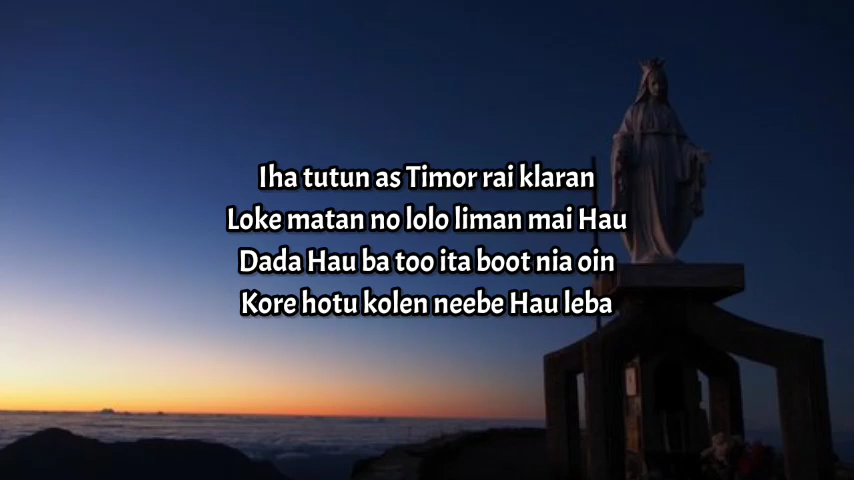 Iha tutun as Timor rai klaran
Loke matan no lolo liman mai Hau
Dada Hau ba too ita boot nia oin
Kore hotu kolen neebe Hau leba